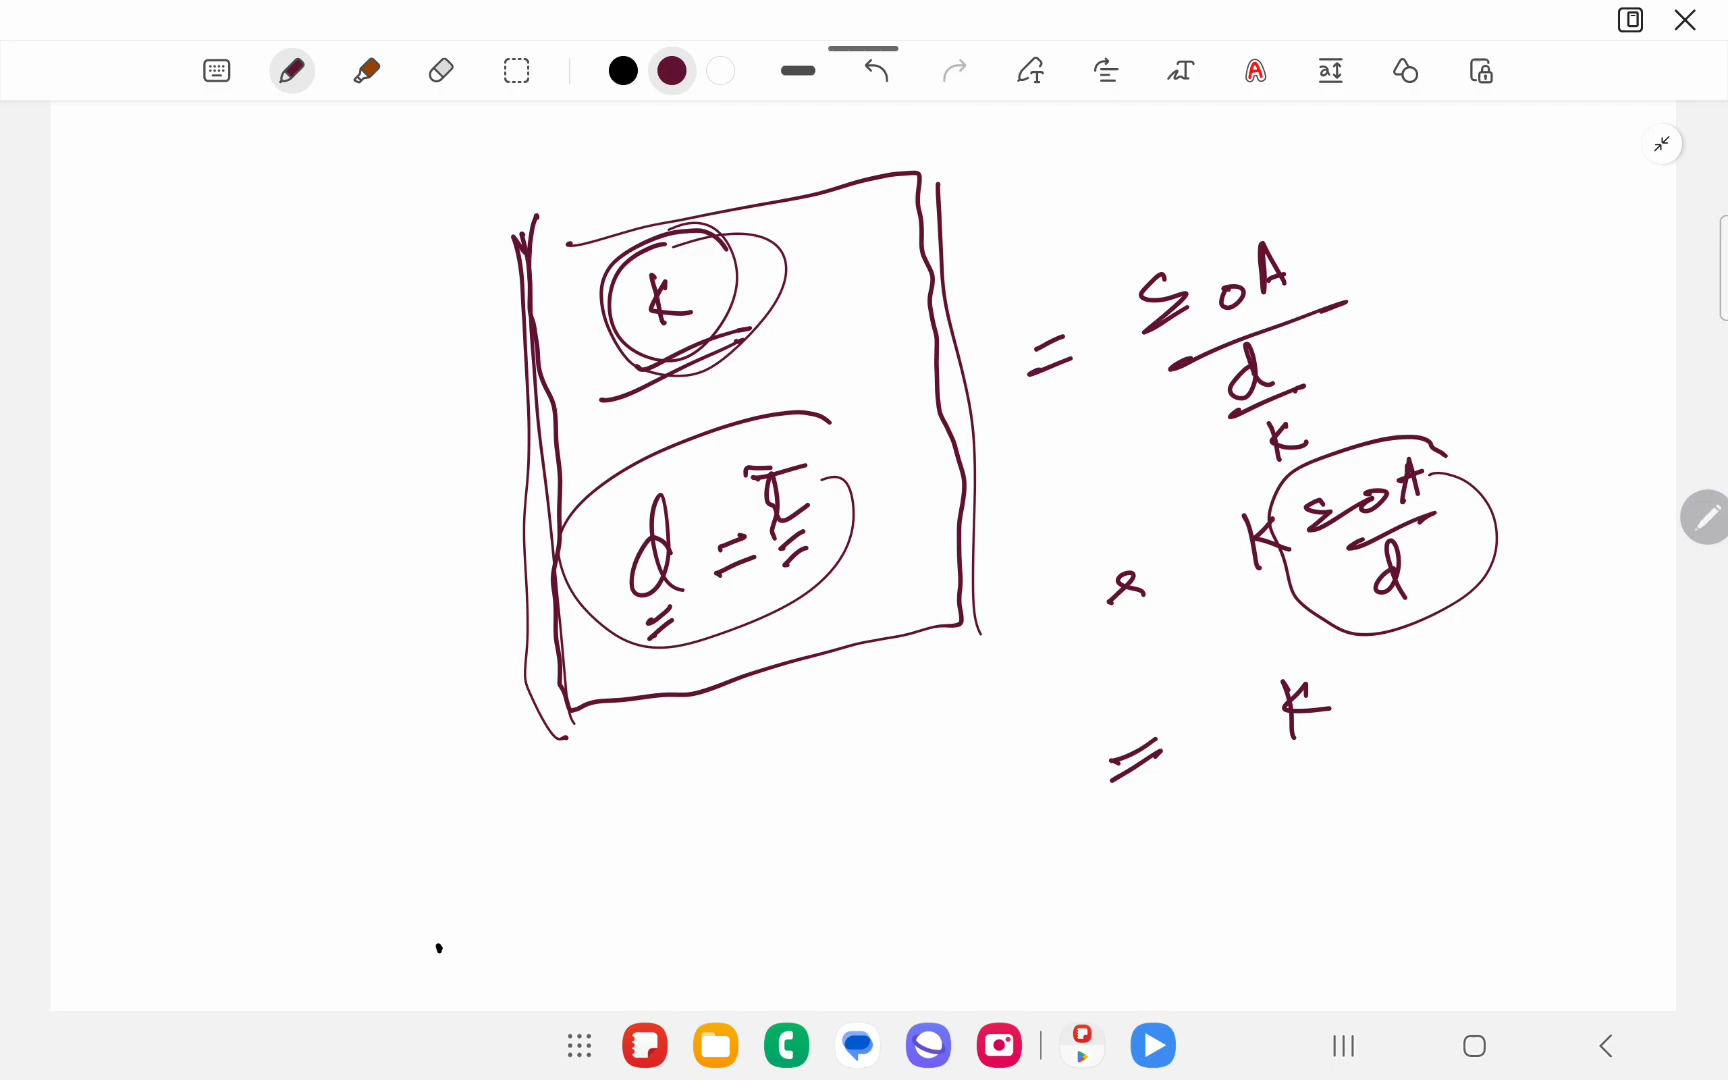 K
d = t
= ε0A
d
K
K ε0A
d
= K